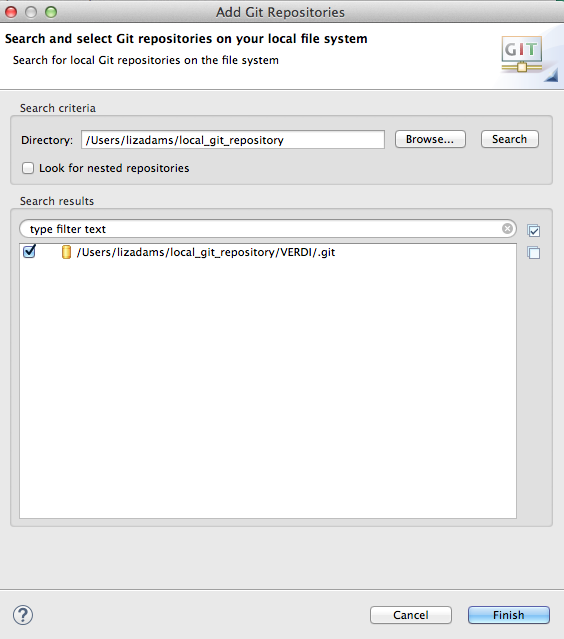 Add Git Repositories
Search and select Git repositories on your local file system
Search for local Git repositories on the file system
GIT
Search criteria
Directory: /Users/lizadams/local_git_repository Browse... Search
Look for nested repositories
Search results
type filter text
/Users/lizadams/local_git_repository/VERDI/.git
? Cancel Finish